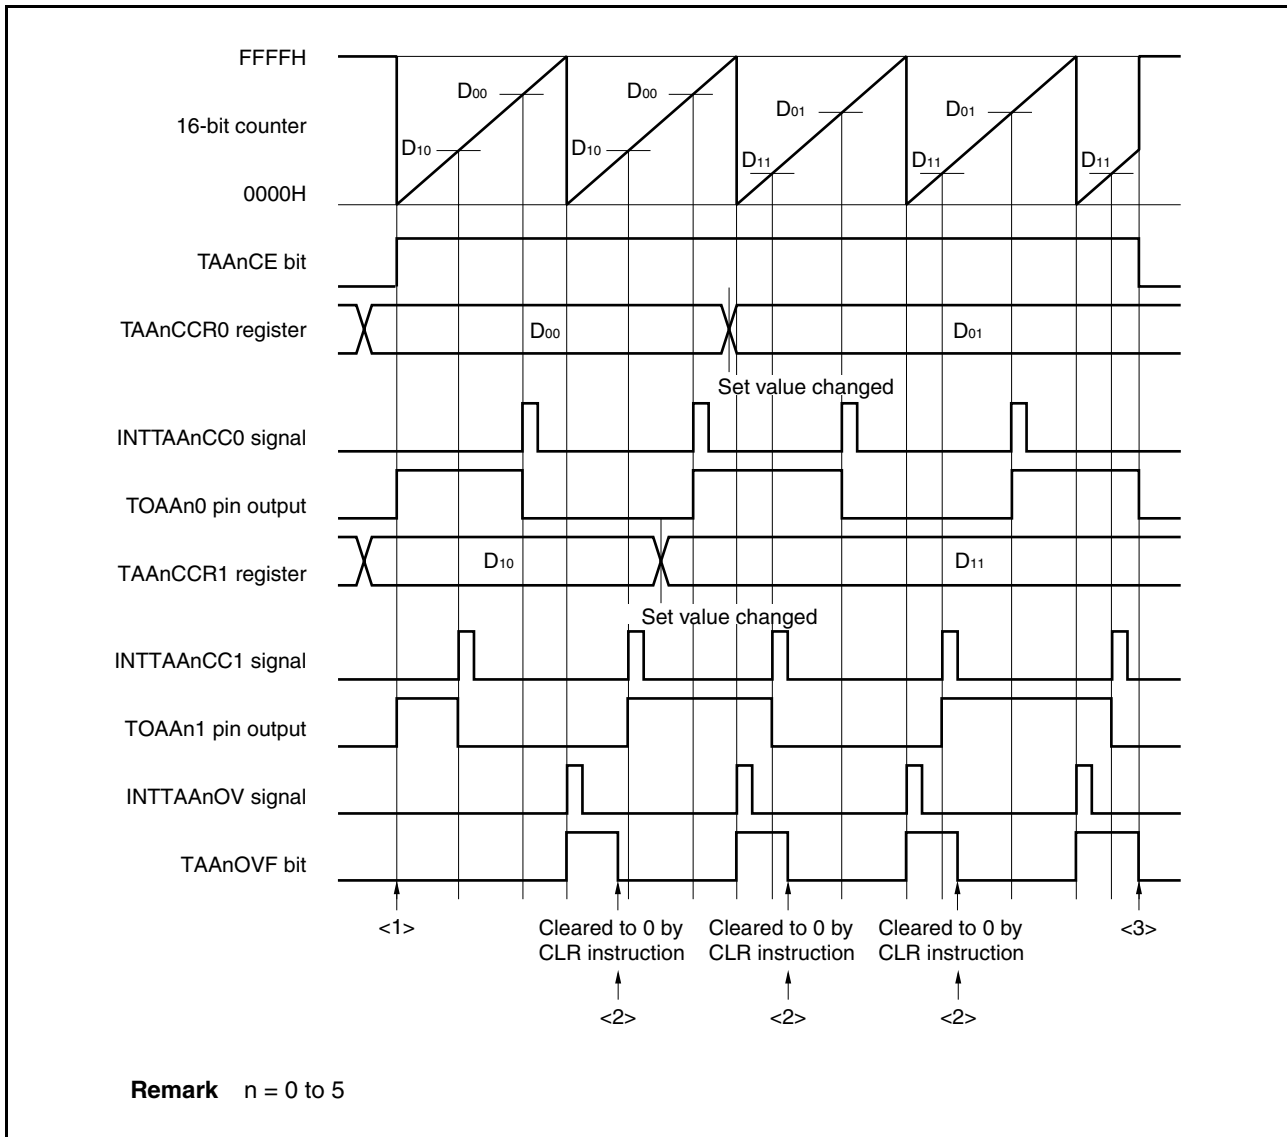 FFFFH
D00 D00
D01 D01
16-bit counter
D10 D10
D11 D11 D11
0000H
TAAnCE bit
TAAnCCR0 register
D00 D01
Set value changed
INTTAAnCC0 signal
TOAAn0 pin output
TAAnCCR1 register
D10 D11
Set value changed
INTTAAnCC1 signal
TOAAn1 pin output
INTTAAnOV signal
TAAnOVF bit
<1>
Cleared to 0 by
CLR instruction
<2>
Cleared to 0 by
CLR instruction
<2>
Cleared to 0 by
CLR instruction
<2>
<3>
Remark n = 0 to 5